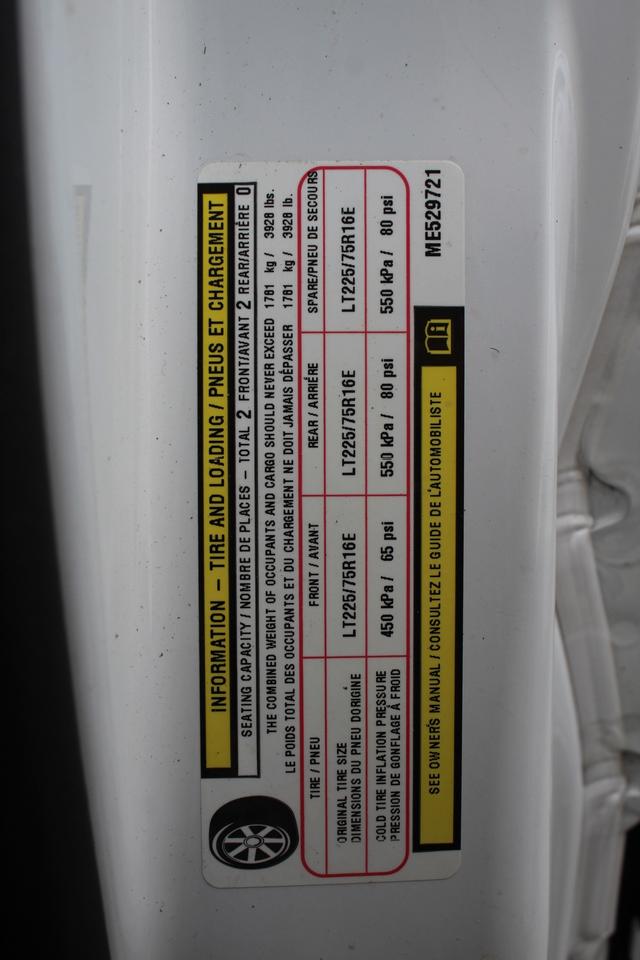 INFORMATION – TIRE AND LOADING / PNEUS ET CHARGEMENT
SEATING CAPACITY / NOMBRE DE PLACES – TOTAL 2 FRONT/AVANT 2 REAR/ARRIÈRE 0
THE COMBINED WEIGHT OF OCCUPANTS AND CARGO SHOULD NEVER EXCEED 1781 kg / 3928 lbs.
LE POIDS TOTAL DES OCCUPANTS ET DU CHARGEMENT NE DOIT JAMAIS DÉPASSER 1781 kg / 3928 lb.
TIRE / PNEU FRONT / AVANT REAR / ARRIÉRE SPARE/PNEU DE SECOURS
ORIGINAL TIRE SIZE
DIMENSIONS DU PNEU D'ORIGINE LT225/75R16E LT225/75R16E LT225/75R16E
COLD TIRE INFLATION PRESSURE
PRESSION DE GONFLAGE À FROID 450 kPa / 65 psi 550 kPa / 80 psi 550 kPa / 80 psi
SEE OWNER'S MANUAL / CONSULTEZ LE GUIDE DE L'AUTOMOBILISTE
ME529721